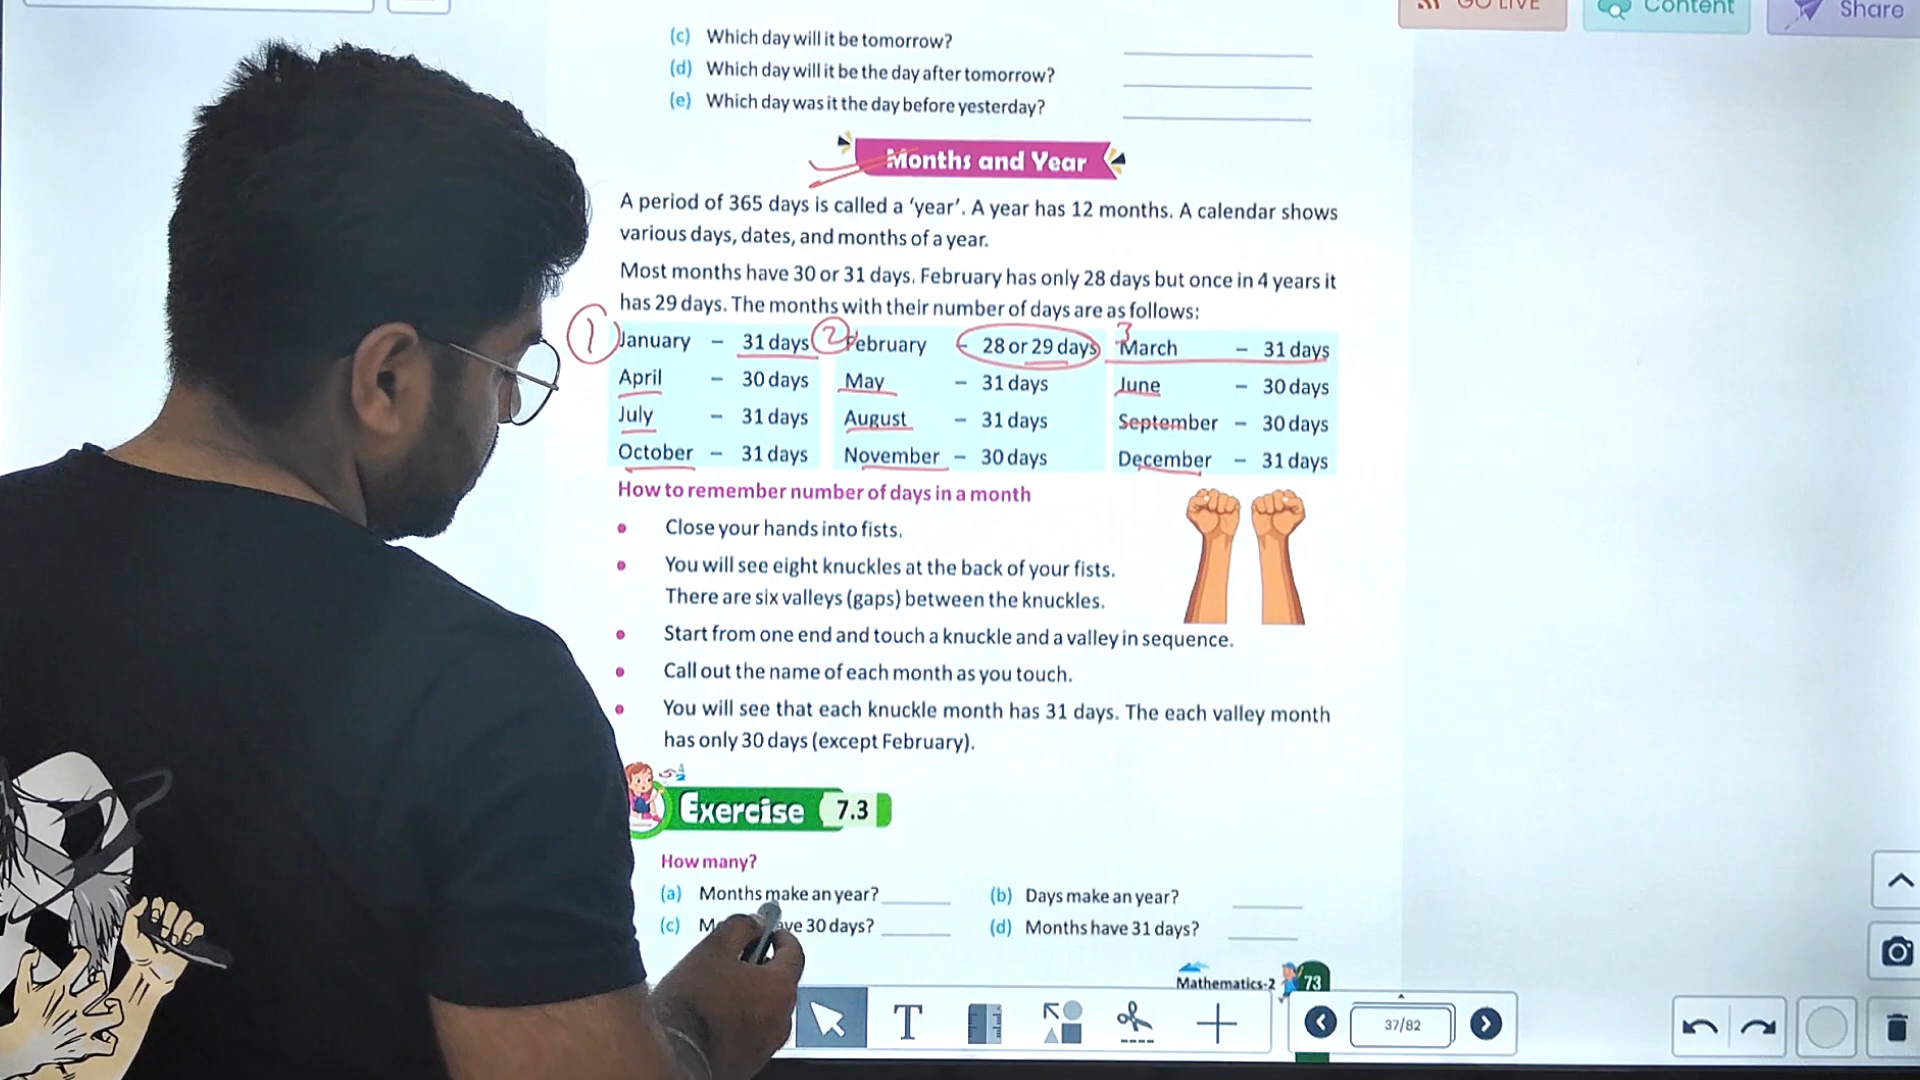 GO LIVE
Content
Share
(c) Which day will it be tomorrow?
(d) Which day will it be the day after tomorrow?
(e) Which day was it the day before yesterday?
Months and Year
A period of 365 days is called a ‘year’. A year has 12 months. A calendar shows
various days, dates, and months of a year.
Most months have 30 or 31 days. February has only 28 days but once in 4 years it
has 29 days. The months with their number of days are as follows:
1 January – 31 days 2 February – 28 or 29 days 3 March – 31 days
April – 30 days May – 31 days June – 30 days
July – 31 days August – 31 days September – 30 days
October – 31 days November – 30 days December – 31 days
How to remember number of days in a month
• Close your hands into fists.
• You will see eight knuckles at the back of your fists.
There are six valleys (gaps) between the knuckles.
• Start from one end and touch a knuckle and a valley in sequence.
• Call out the name of each month as you touch.
• You will see that each knuckle month has 31 days. The each valley month
has only 30 days (except February).
Exercise 7.3
How many?
(a) Months make an year? (b) Days make an year?
(c) 30 days? (d) Months have 31 days?
Mathematics-2 73
T
37/82